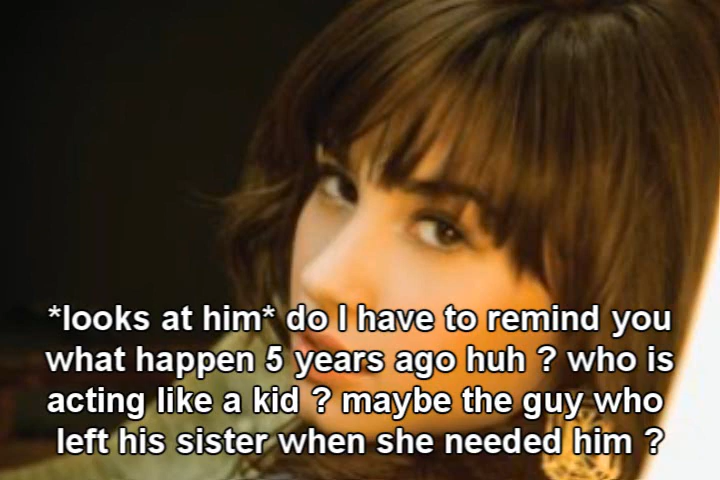 *looks at him* do I have to remind you
what happen 5 years ago huh ? who is
acting like a kid ? maybe the guy who
left his sister when she needed him ?